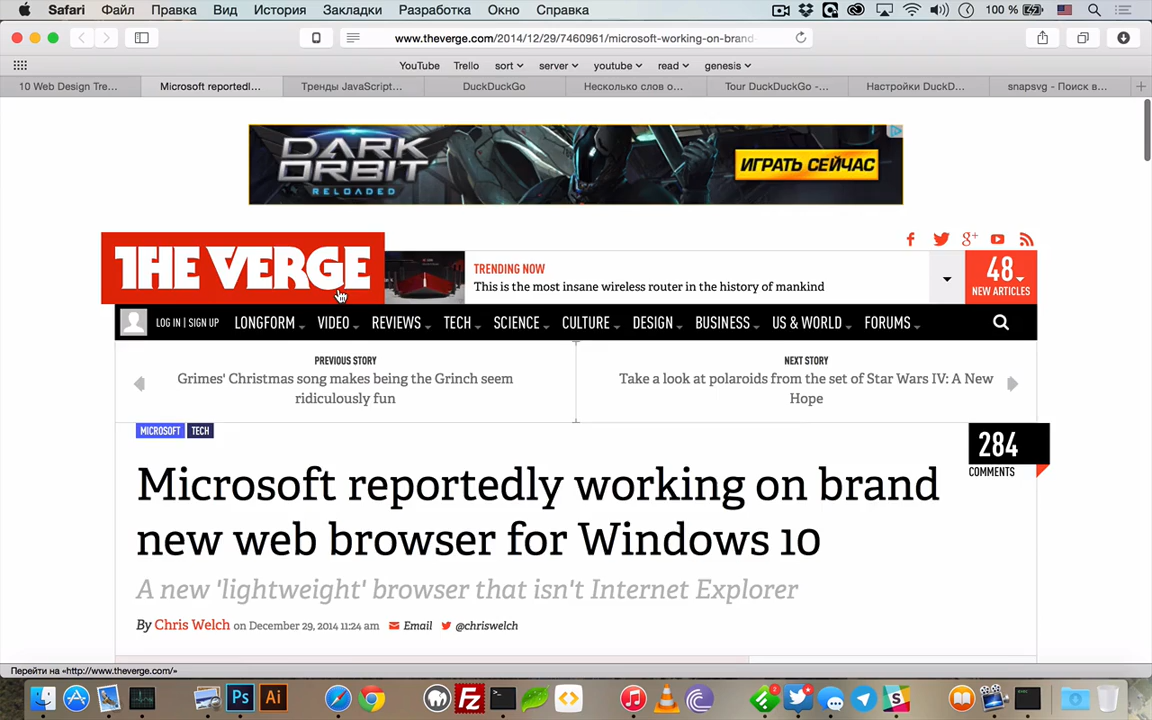 Safari Файл Правка Вид История Закладки Разработка Окно Справка 100 %
www.theverge.com/2014/12/29/7460961/microsoft-working-on-brand-
YouTube Trello sort server youtube read genesis
10 Web Design Tre... Microsoft reportedl... Тренды JavaScript... DuckDuckGo Несколько слов о... Tour DuckDuckGo -... Настройки DuckD... snapsvg - Поиск в...
DARK
ORBIT
RELOADED
ИГРАТЬ СЕЙЧАС
THE VERGE
TRENDING NOW
This is the most insane wireless router in the history of mankind
48
NEW ARTICLES
LOG IN | SIGN UP LONGFORM VIDEO REVIEWS TECH SCIENCE CULTURE DESIGN BUSINESS US & WORLD FORUMS
PREVIOUS STORY
Grimes' Christmas song makes being the Grinch seem
ridiculously fun
NEXT STORY
Take a look at polaroids from the set of Star Wars IV: A New
Hope
MICROSOFT TECH
284
COMMENTS
Microsoft reportedly working on brand
new web browser for Windows 10
A new 'lightweight' browser that isn't Internet Explorer
By Chris Welch on December 29, 2014 11:24 am Email @chriswelch
Перейти на «http://www.theverge.com/»
Ps Ai Fz